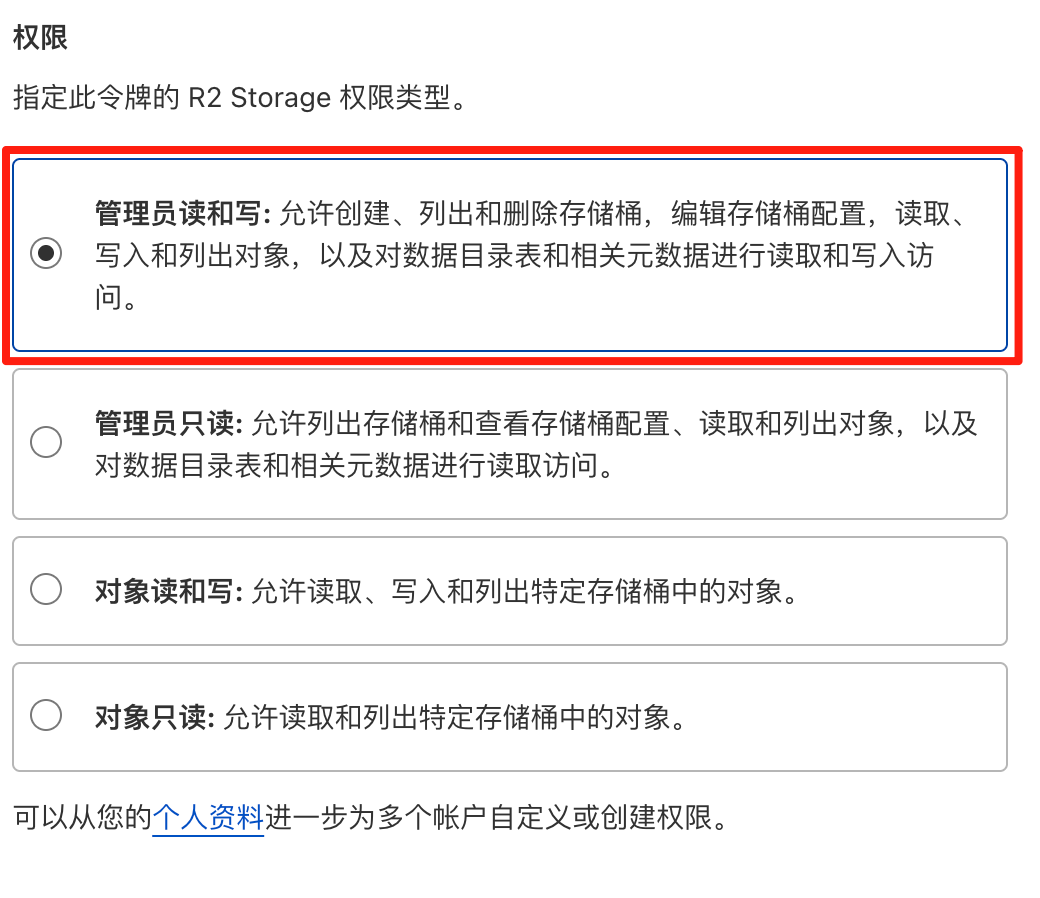 权限
指定此令牌的 R2 Storage 权限类型。
管理员读和写: 允许创建、列出和删除存储桶，编辑存储桶配置，读取、
写入和列出对象，以及对数据目录表和相关元数据进行读取和写入访
问。
管理员只读: 允许列出存储桶和查看存储桶配置、读取和列出对象，以及
对数据目录表和相关元数据进行读取访问。
对象读和写: 允许读取、写入和列出特定存储桶中的对象。
对象只读: 允许读取和列出特定存储桶中的对象。
可以从您的个人资料进一步为多个帐户自定义或创建权限。